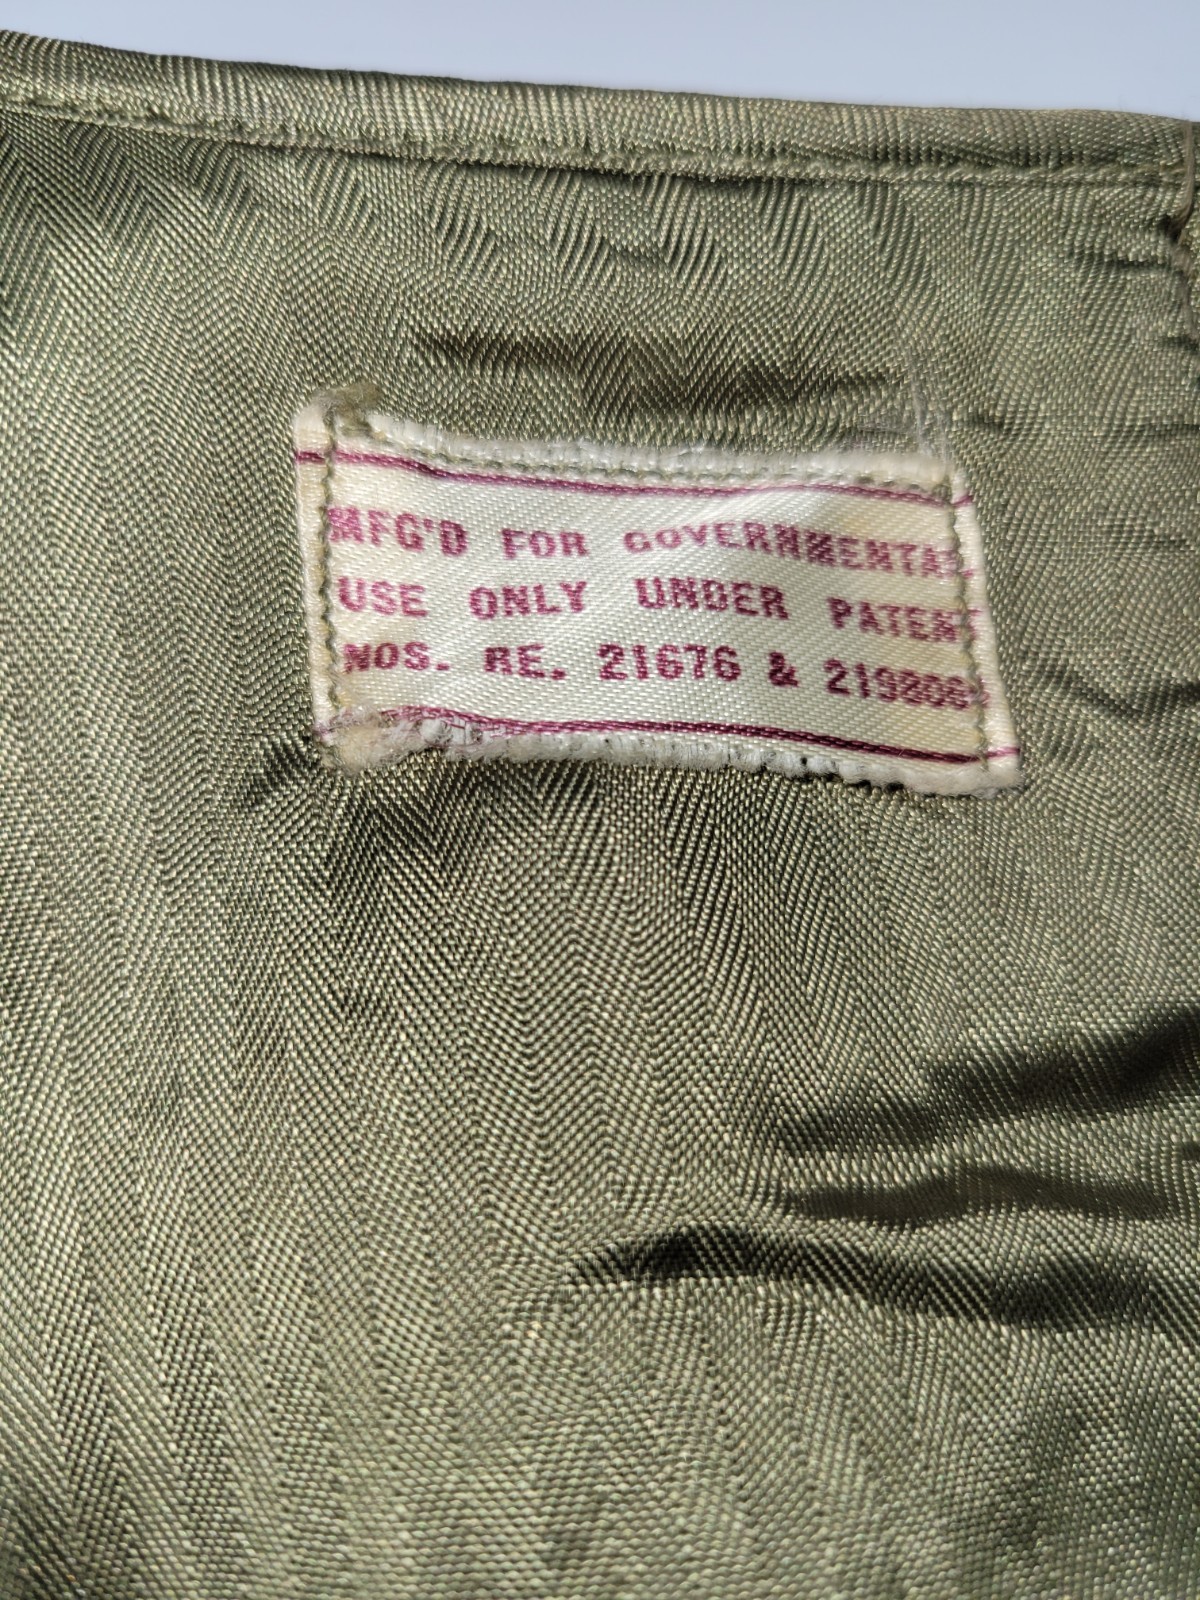 MFG'D FOR GOVERNMENTAL
USE ONLY UNDER PATENT
NOS. RE. 21676 &